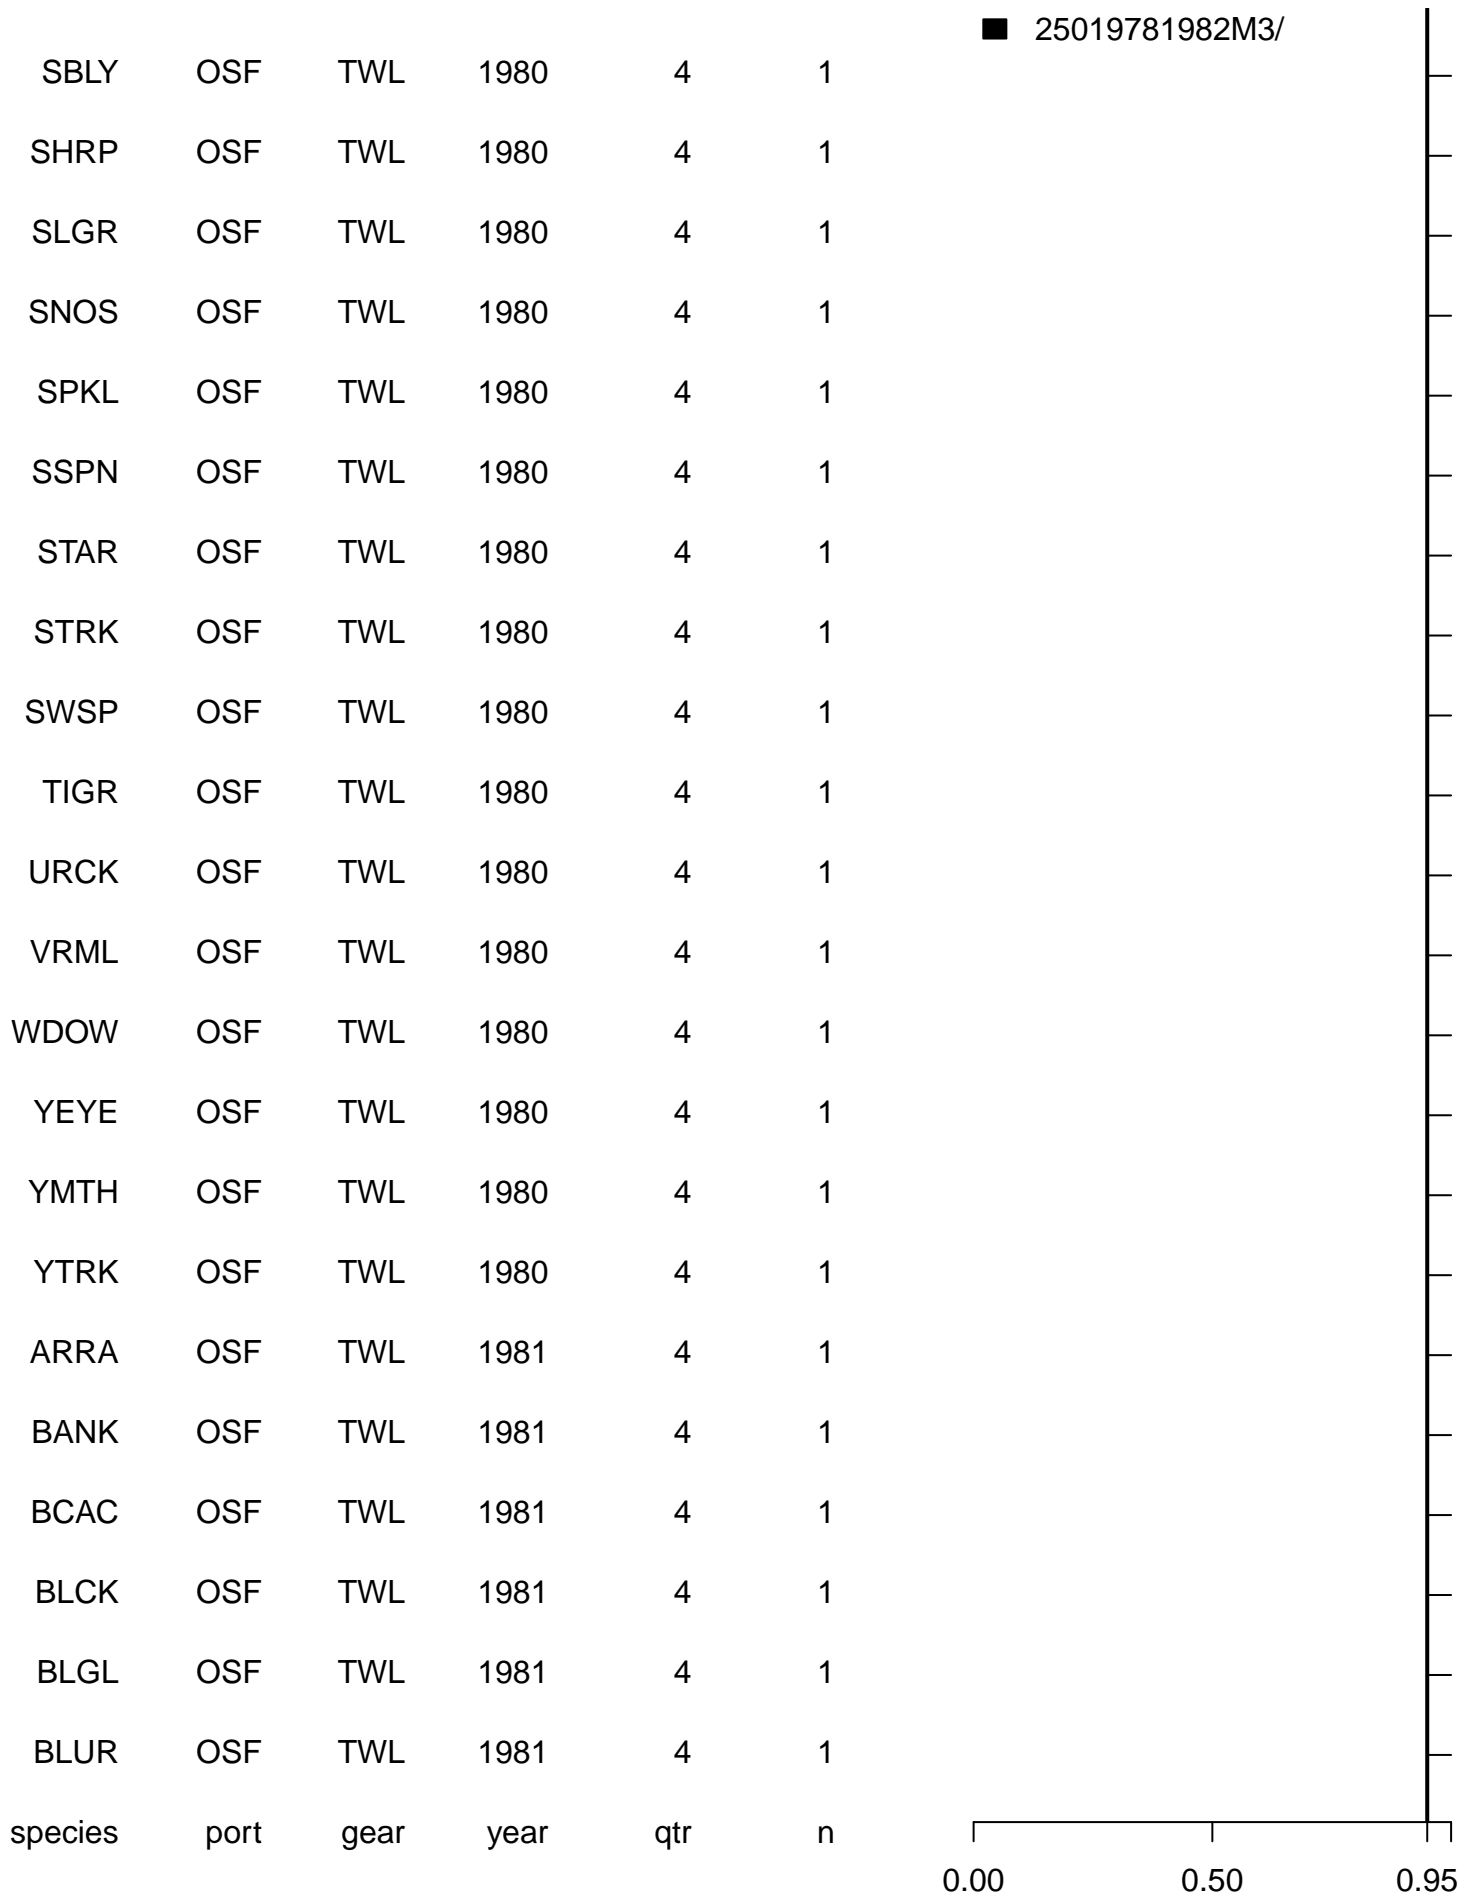 25019781982M3/
SBLY OSF TWL 1980 4 1
SHRP OSF TWL 1980 4 1
SLGR OSF TWL 1980 4 1
SNOS OSF TWL 1980 4 1
SPKL OSF TWL 1980 4 1
SSPN OSF TWL 1980 4 1
STAR OSF TWL 1980 4 1
STRK OSF TWL 1980 4 1
SWSP OSF TWL 1980 4 1
TIGR OSF TWL 1980 4 1
URCK OSF TWL 1980 4 1
VRML OSF TWL 1980 4 1
WDOW OSF TWL 1980 4 1
YEYE OSF TWL 1980 4 1
YMTH OSF TWL 1980 4 1
YTRK OSF TWL 1980 4 1
ARRA OSF TWL 1981 4 1
BANK OSF TWL 1981 4 1
BCAC OSF TWL 1981 4 1
BLCK OSF TWL 1981 4 1
BLGL OSF TWL 1981 4 1
BLUR OSF TWL 1981 4 1
species port gear year qtr n
0.00 0.50 0.95